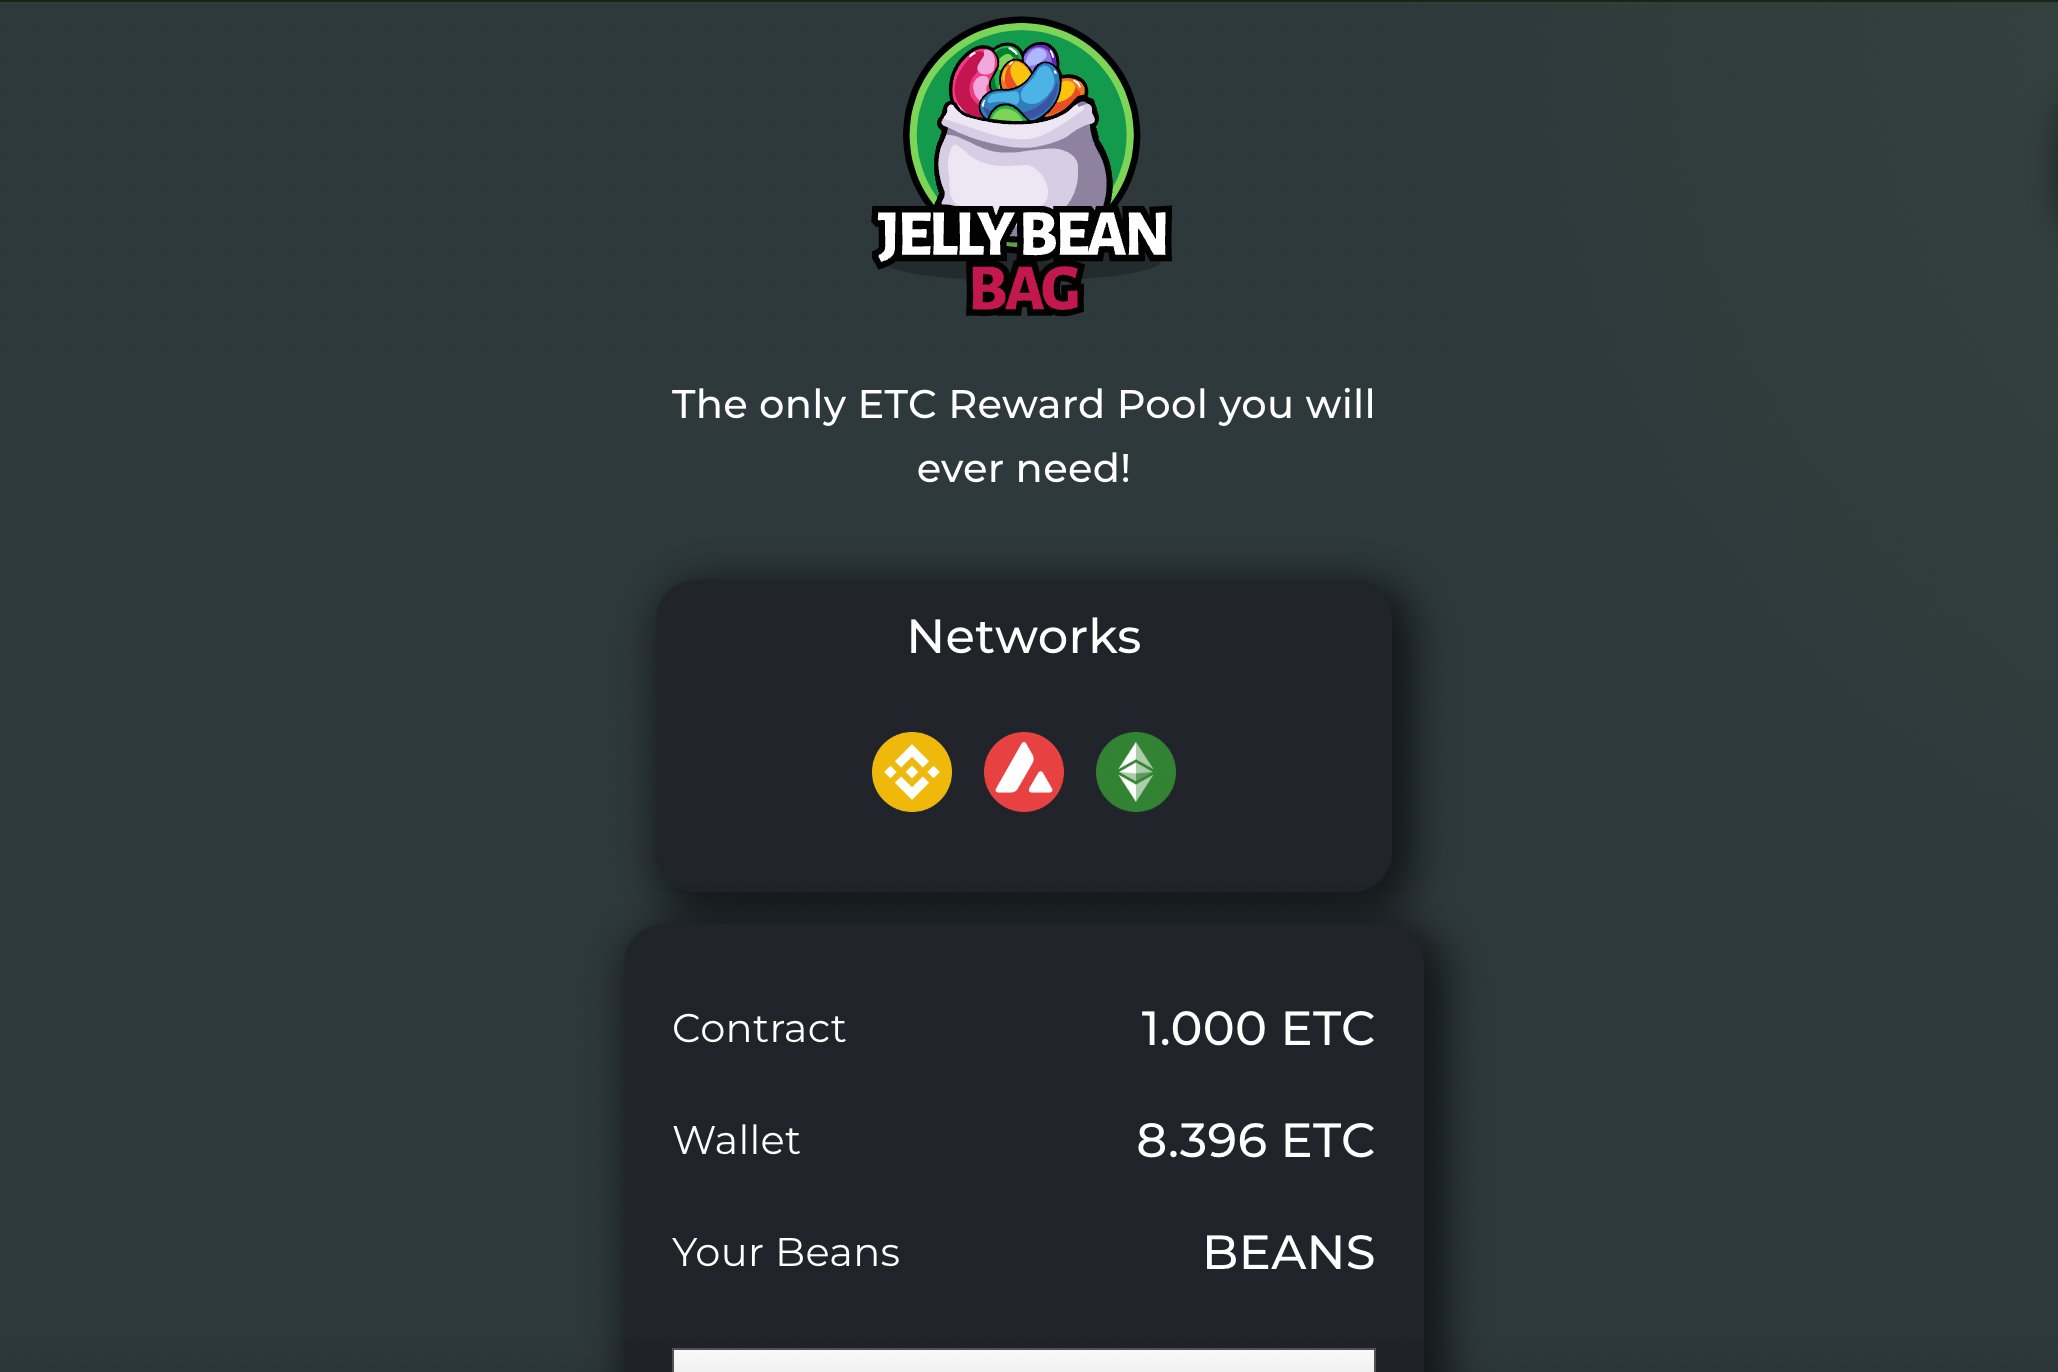 JELLY BEAN
BAG
The only ETC Reward Pool you will
ever need!
Networks
Contract 1.000 ETC
Wallet 8.396 ETC
Your Beans BEANS